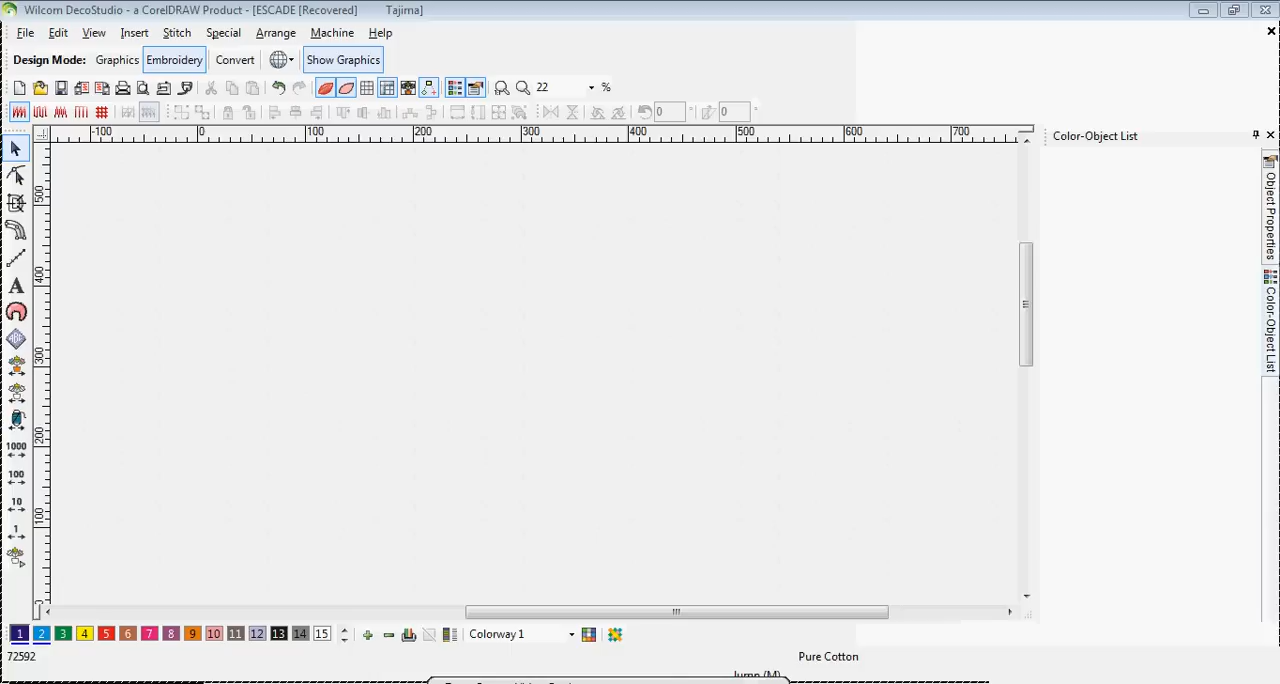 Wilcom DecoStudio - a CorelDRAW Product - [ESCADE [Recovered] Tajima]
File Edit View Insert Stitch Special Arrange Machine Help
Design Mode: Graphics Embroidery Convert Show Graphics
22 %
0 ° 0 °
-100 0 100 200 300 400 500 600 700
Color-Object List
500
400
300
200
100
0
A
1000
100
10
1
Object Properties
Color-Object List
1 2 3 4 5 6 7 8 9 10 11 12 13 14 15 Colorway 1
72592 Pure Cotton
Jump (M)